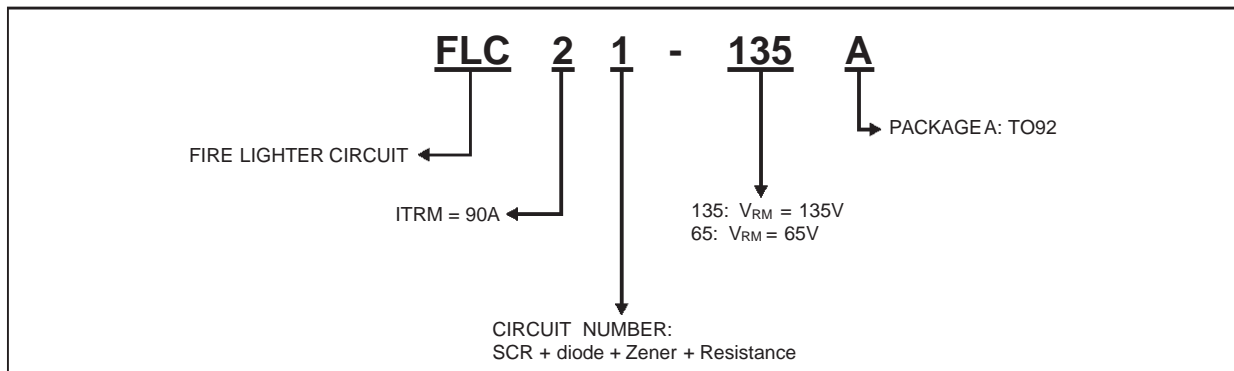 FLC 2 1 - 135 A
PACKAGE A: TO92
FIRE LIGHTER CIRCUIT
ITRM = 90A
135: VRM = 135V
65: VRM = 65V
CIRCUIT NUMBER:
SCR + diode + Zener + Resistance